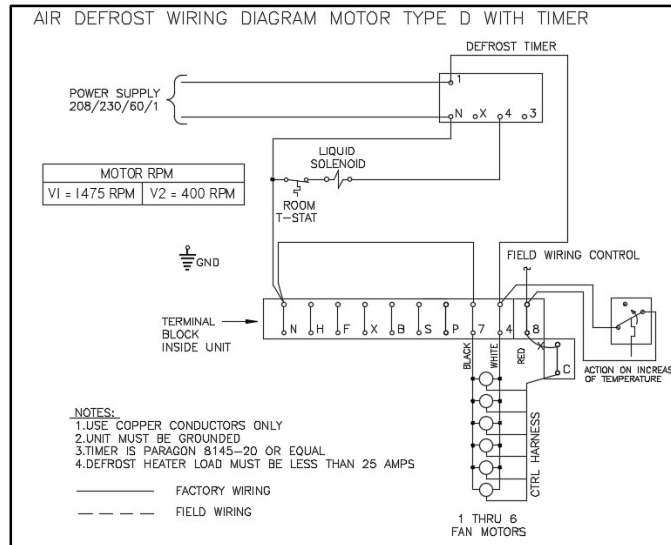 AIR DEFROST WIRING DIAGRAM MOTOR TYPE D WITH TIMER
DEFROST TIMER
1
POWER SUPPLY
208/230/60/1
N X 4 3
LIQUID
SOLENOID
MOTOR RPM
V1 = 1475 RPM V2 = 400 RPM
ROOM
T-STAT
GND
FIELD WIRING CONTROL
TERMINAL
BLOCK
INSIDE UNIT
N H F X B S P 7 4 8
BLACK
WHITE
RED
X
C
ACTION ON INCREAS
OF TEMPERATURE
CTRL HARNESS
NOTES:
1.USE COPPER CONDUCTORS ONLY
2.UNIT MUST BE GROUNDED
3.TIMER IS PARAGON 8145-20 OR EQUAL
4.DEFROST HEATER LOAD MUST BE LESS THAN 25 AMPS
FACTORY WIRING
FIELD WIRING
1 THRU 6
FAN MOTORS